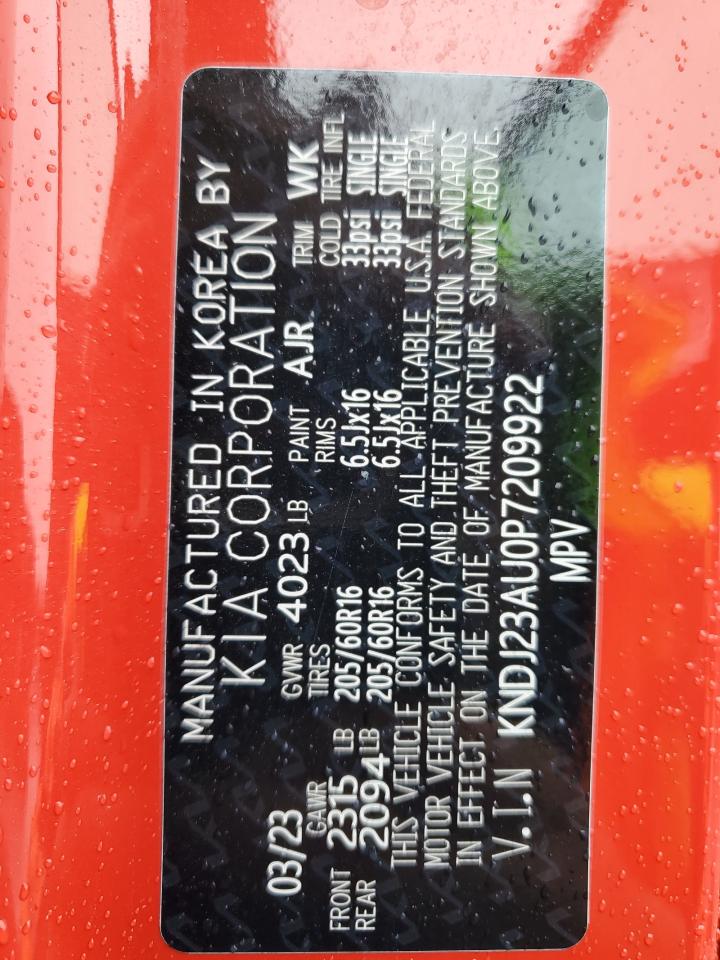 MANUFACTURED IN KOREA BY
KIA CORPORATION
03/23 GVWR 4023 LB PAINT AJR TRIM WK
GAWR TIRES RIMS COLD TIRE INFL
FRONT 2315 LB 205/60R16 6.5Jx16 33psi SINGLE
REAR 2094 LB 205/60R16 6.5Jx16 33psi SINGLE
THIS VEHICLE CONFORMS TO ALL APPLICABLE U.S.A. FEDERAL
MOTOR VEHICLE SAFETY AND THEFT PREVENTION STANDARDS
IN EFFECT ON THE DATE OF MANUFACTURE SHOWN ABOVE.
V.I.N KNDJ23AU0P7209922
MPV